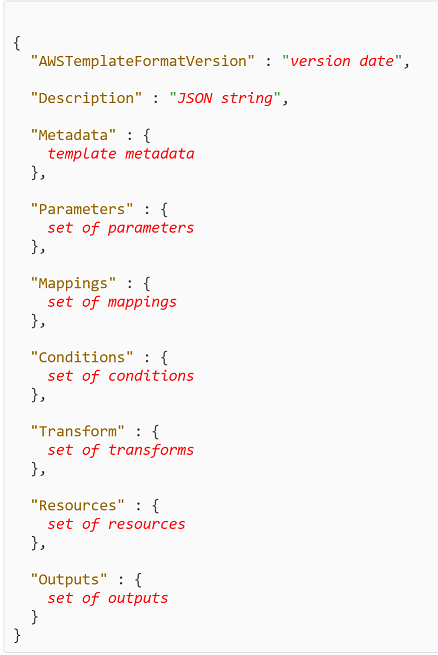 {
  "AWSTemplateFormatVersion" : "version date",
  "Description" : "JSON string",
  "Metadata" : {
    template metadata
  },
  "Parameters" : {
    set of parameters
  },
  "Mappings" : {
    set of mappings
  },
  "Conditions" : {
    set of conditions
  },
  "Transform" : {
    set of transforms
  },
  "Resources" : {
    set of resources
  },
  "Outputs" : {
    set of outputs
  }
}